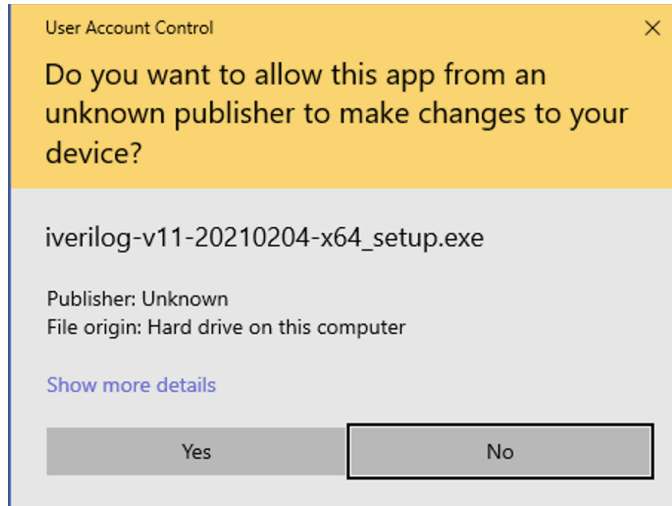 User Account Control
Do you want to allow this app from an
unknown publisher to make changes to your
device?
iverilog-v11-20210204-x64_setup.exe
Publisher: Unknown
File origin: Hard drive on this computer
Show more details
Yes No